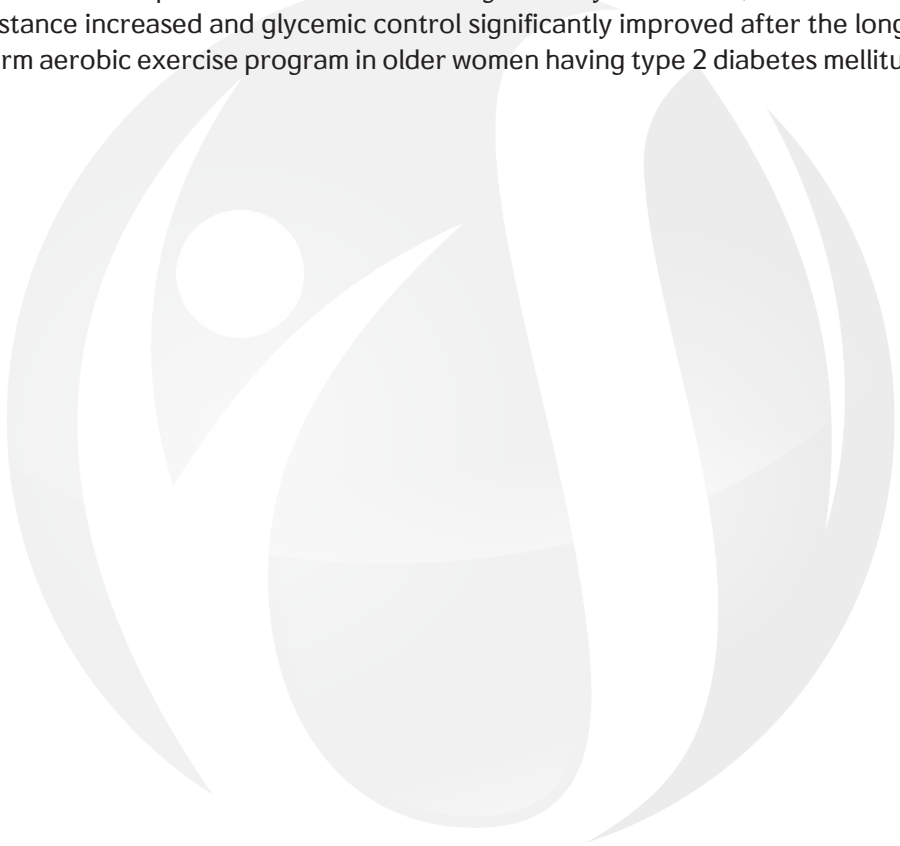 stance increased and glycemic control significantly improved after the long
rm aerobic exercise program in older women having type 2 diabetes mellitu